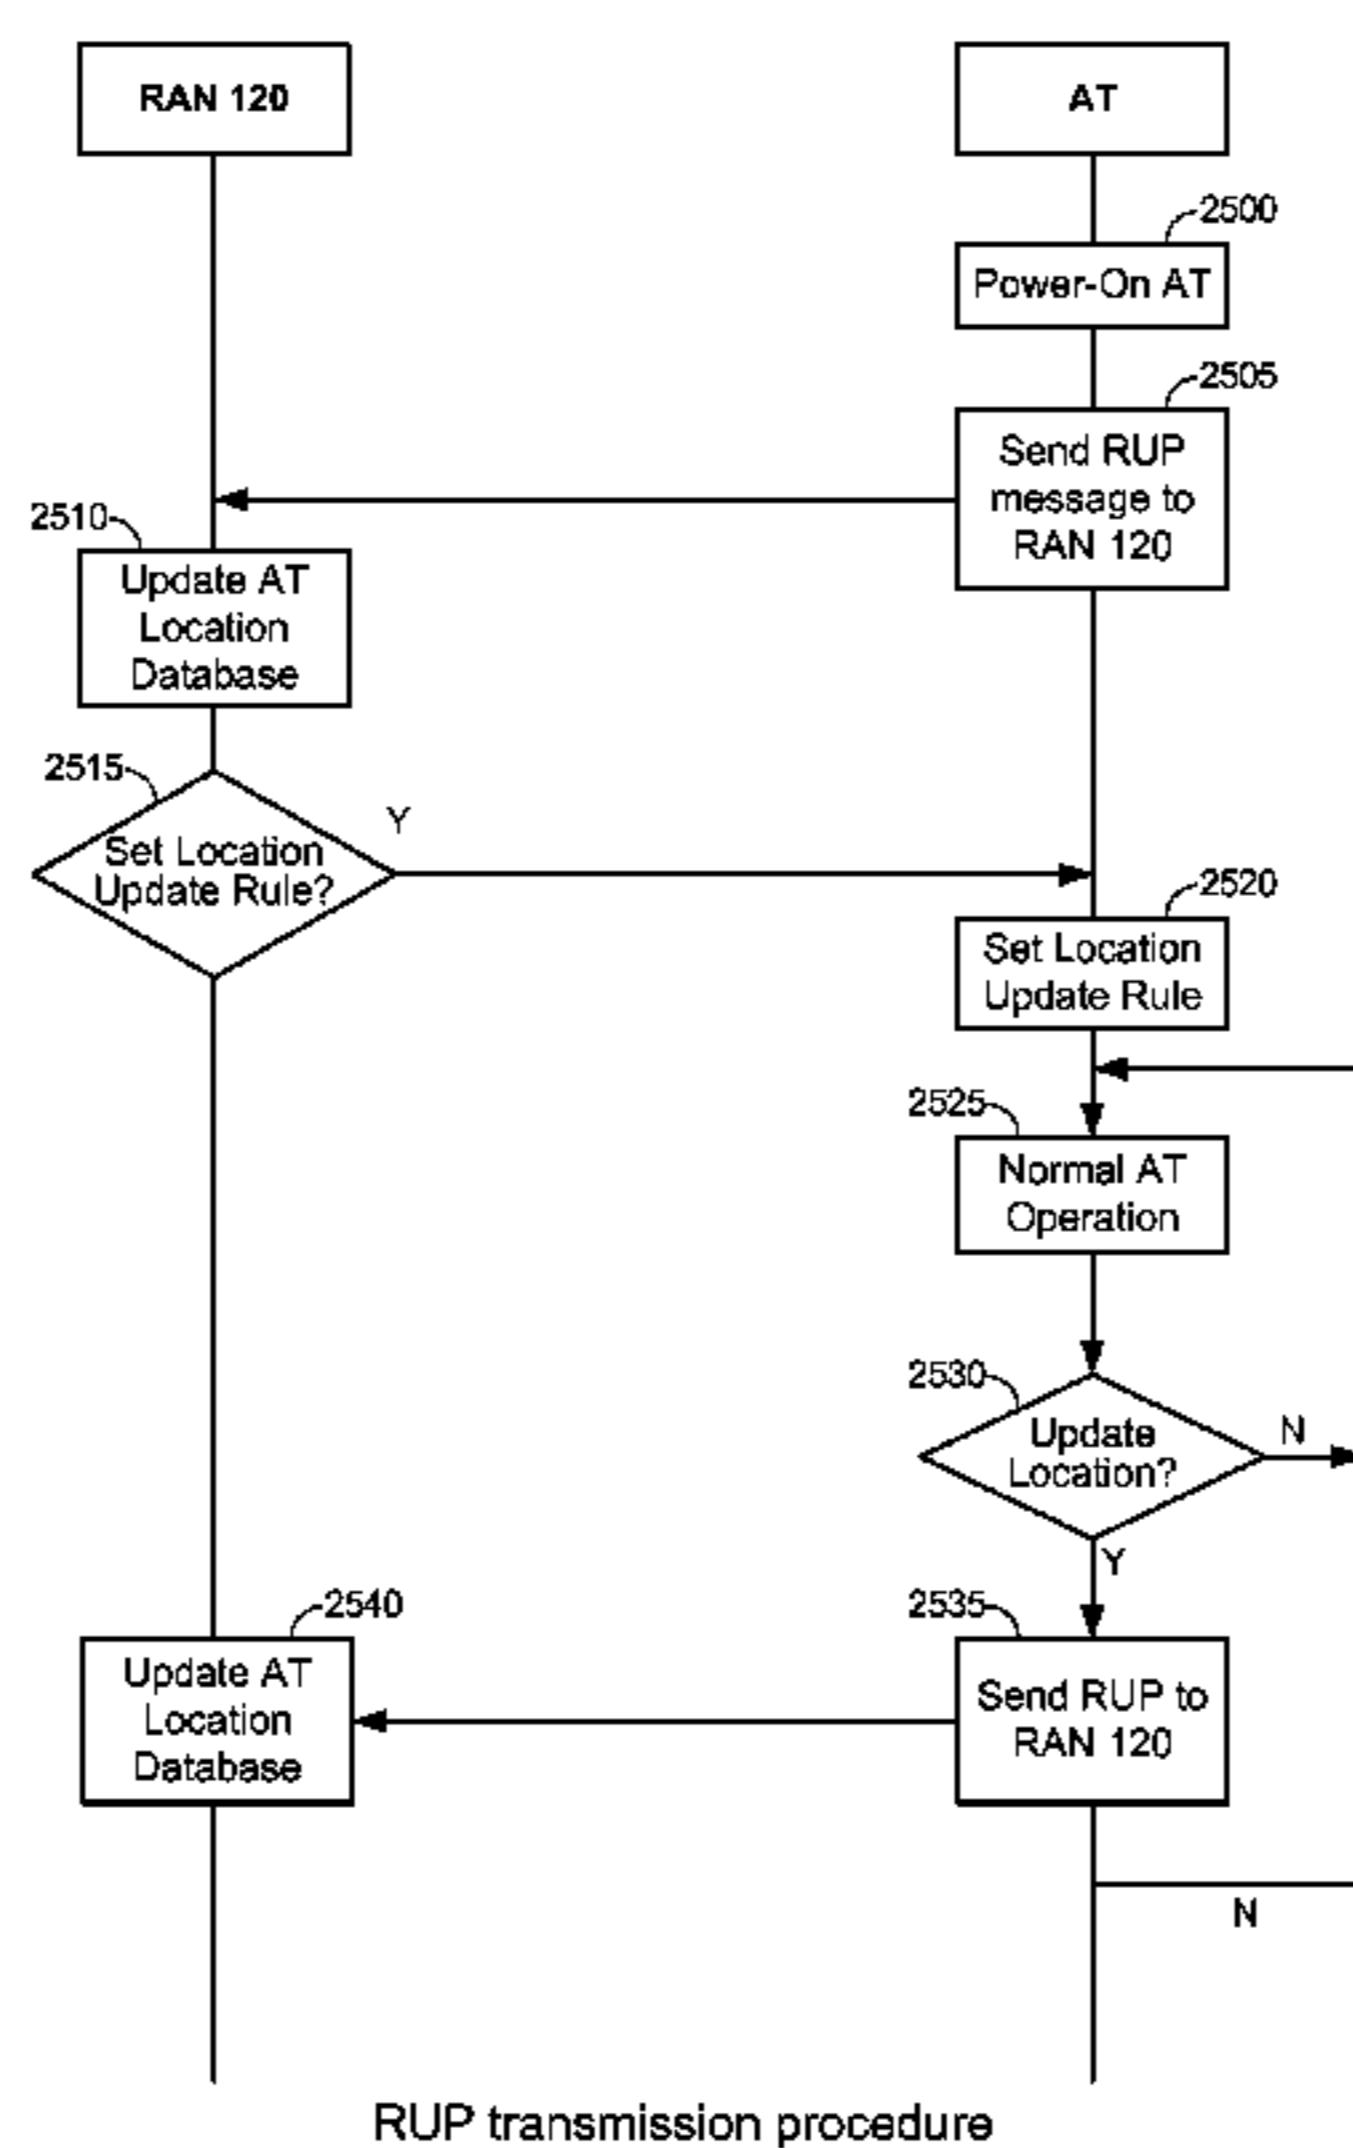 RAN 120
AT
2500
Power-On AT
2505
Send RUP
message to
RAN 120
2510
Update AT
Location
Database
2515
Set Location
Update Rule?
Y
2520
Set Location
Update Rule
2525
Normal AT
Operation
2530
Update
Location?
N
Y
2535
Send RUP to
RAN 120
2540
Update AT
Location
Database
N
RUP transmission procedure